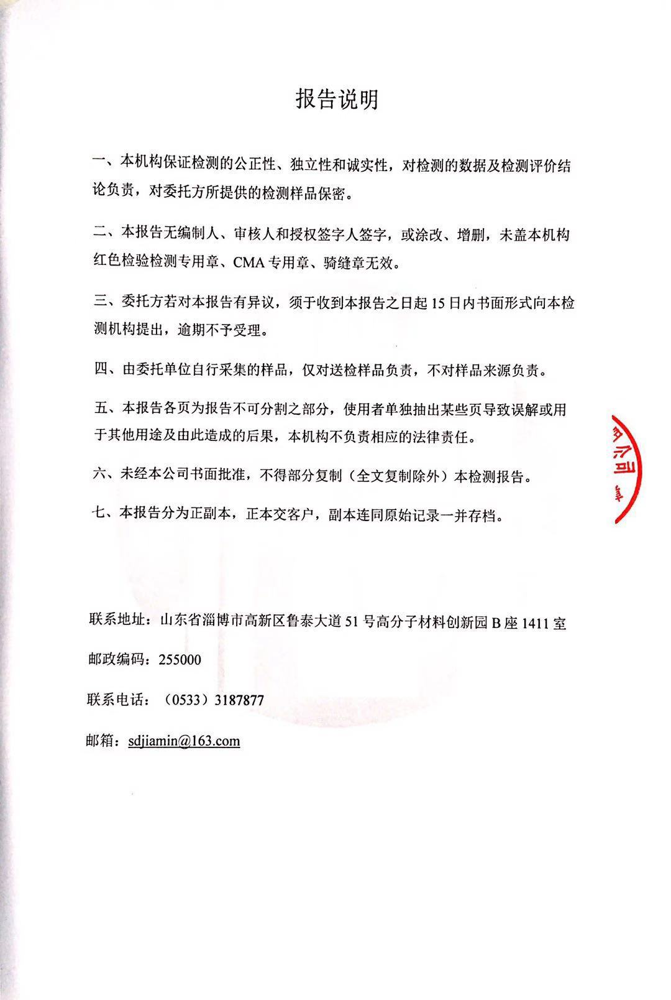 报告说明
一、本机构保证检测的公正性、独立性和诚实性，对检测的数据及检测评价结
论负责，对委托方所提供的检测样品保密。
二、本报告无编制人、审核人和授权签字人签字，或涂改、增删，未盖本机构
红色检验检测专用章、CMA 专用章、骑缝章无效。
三、委托方若对本报告有异议，须于收到本报告之日起 15 日内书面形式向本检
测机构提出，逾期不予受理。
四、由委托单位自行采集的样品，仅对送检样品负责，不对样品来源负责。
五、本报告各页为报告不可分割之部分，使用者单独抽出某些页导致误解或用
于其他用途及由此造成的后果，本机构不负责相应的法律责任。
六、未经本公司书面批准，不得部分复制（全文复制除外）本检测报告。
七、本报告分为正副本，正本交客户，副本连同原始记录一并存档。
公司
联系地址：山东省淄博市高新区鲁泰大道 51 号高分子材料创新园 B 座 1411 室
邮政编码：255000
联系电话：（0533）3187877
邮箱：sdjiamin@163.com